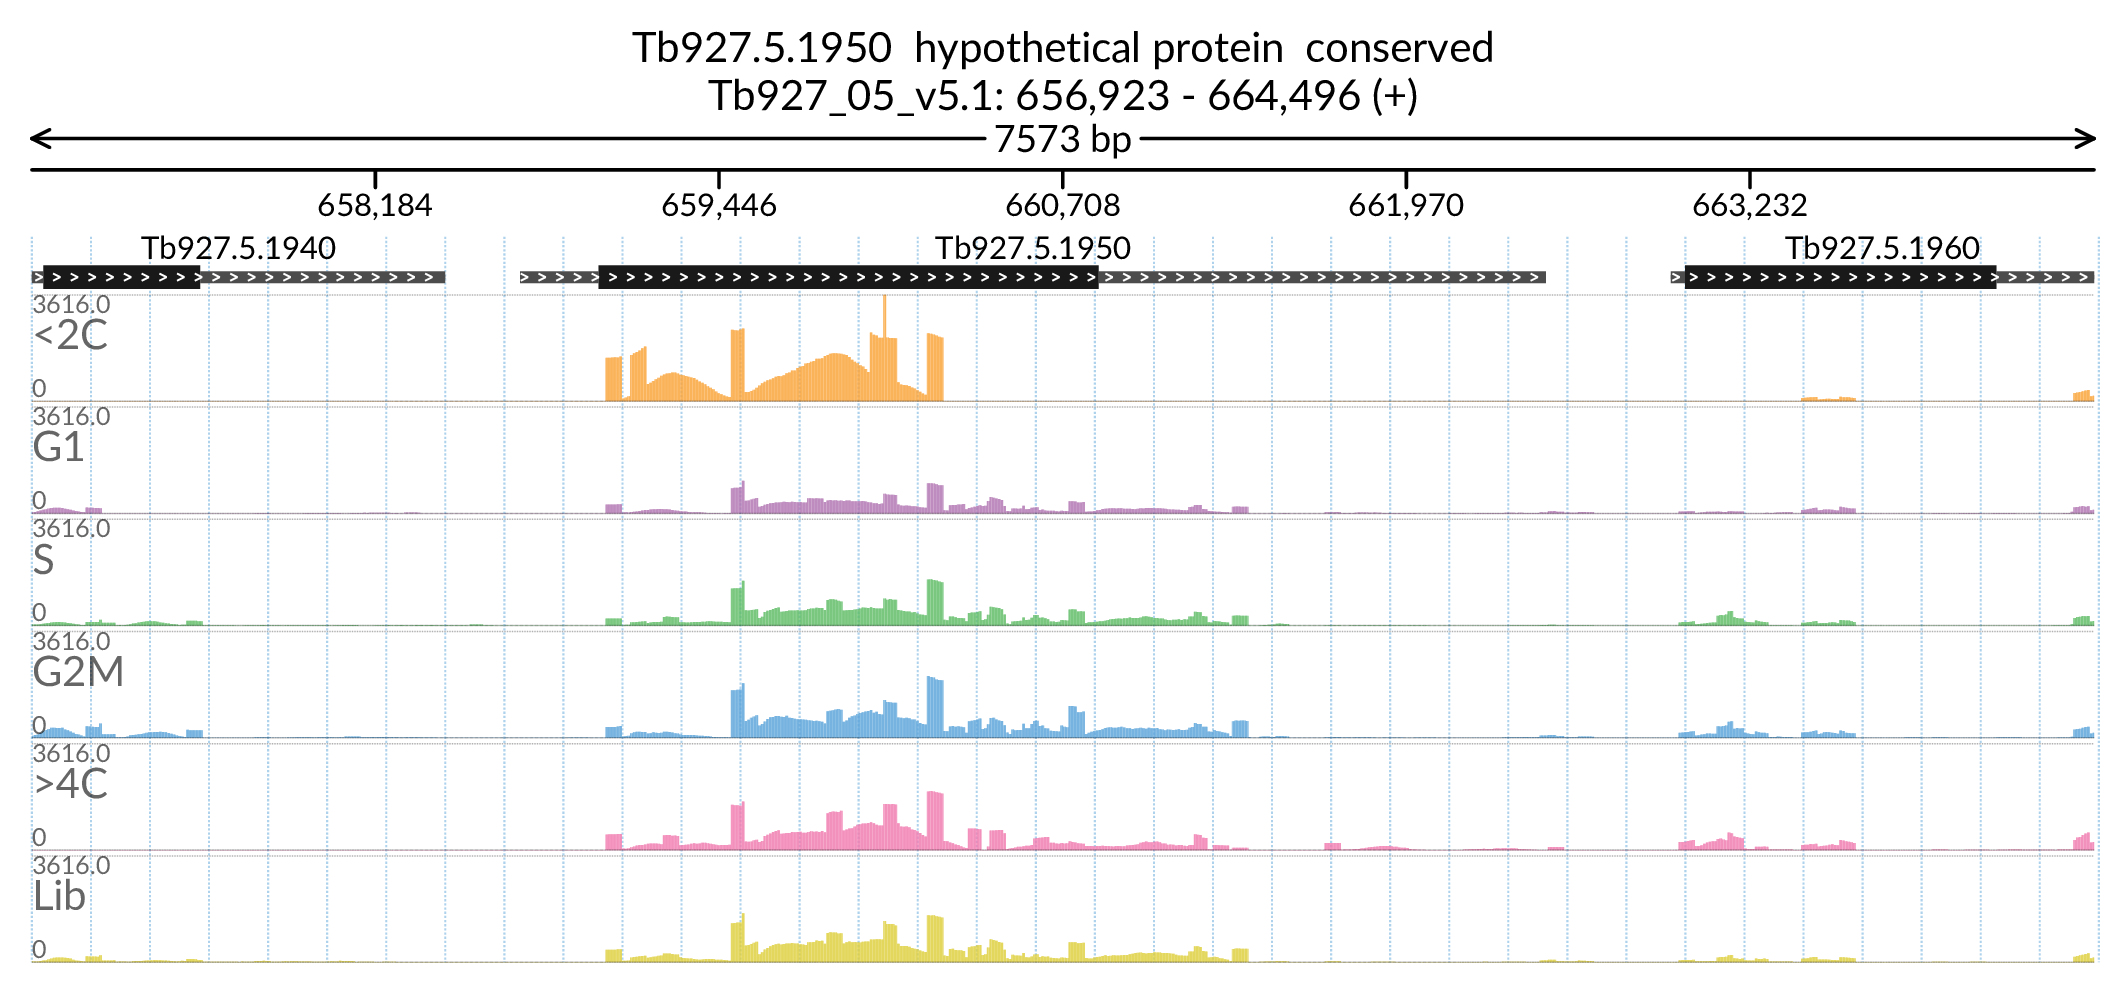 Tb927.5.1950  hypothetical protein  conserved
Tb927_05_v5.1: 656,923 - 664,496 (+)
7573 bp
658,184 659,446 660,708 661,970 663,232
Tb927.5.1940 Tb927.5.1950 Tb927.5.1960
3616.0
<2C
0
3616.0
G1
0
3616.0
S
0
3616.0
G2M
0
3616.0
>4C
0
3616.0
Lib
0